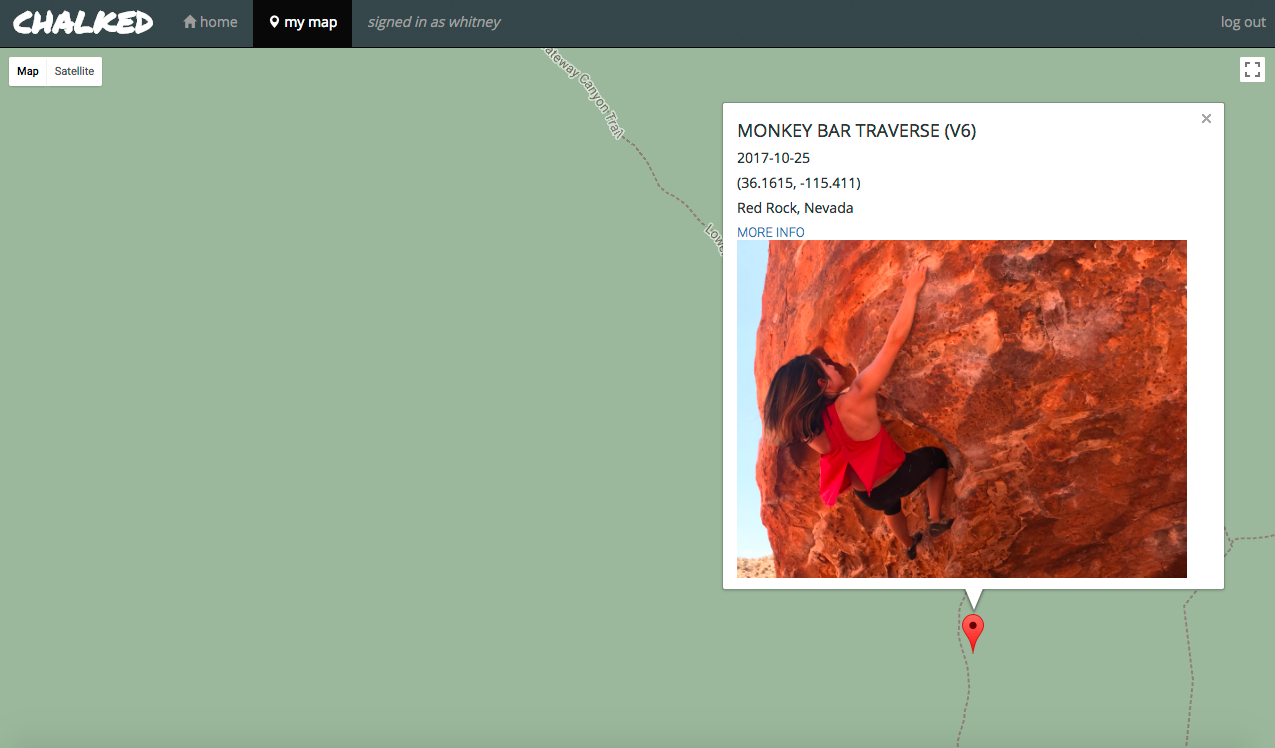 CHALKED home my map signed in as whitney log out
Map Satellite
ateway Canyon Trail
MONKEY BAR TRAVERSE (V6)
2017-10-25
(36.1615, -115.411)
Red Rock, Nevada
MORE INFO
Lowe